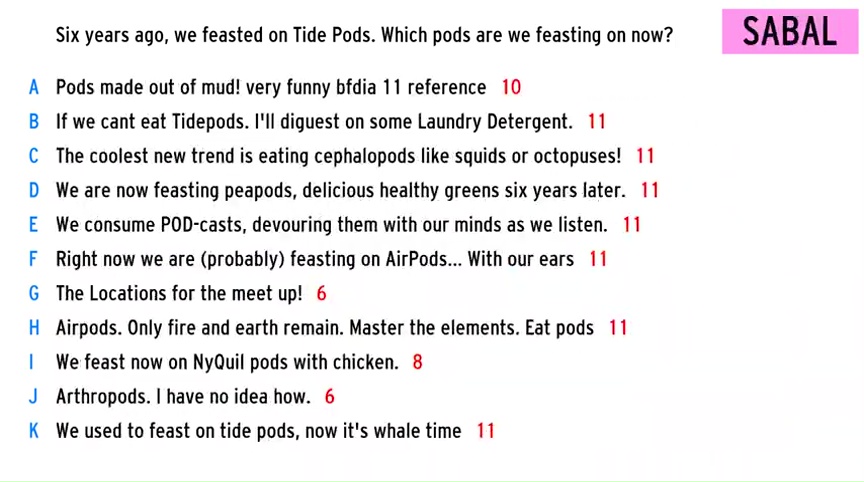 Six years ago, we feasted on Tide Pods. Which pods are we feasting on now?
SABAL
A Pods made out of mud! very funny bfdia 11 reference 10
B If we cant eat Tidepods. I'll diguest on some Laundry Detergent. 11
C The coolest new trend is eating cephalopods like squids or octopuses! 11
D We are now feasting peapods, delicious healthy greens six years later. 11
E We consume POD-casts, devouring them with our minds as we listen. 11
F Right now we are (probably) feasting on AirPods... With our ears 11
G The Locations for the meet up! 6
H Airpods. Only fire and earth remain. Master the elements. Eat pods 11
I We feast now on NyQuil pods with chicken. 8
J Arthropods. I have no idea how. 6
K We used to feast on tide pods, now it's whale time 11